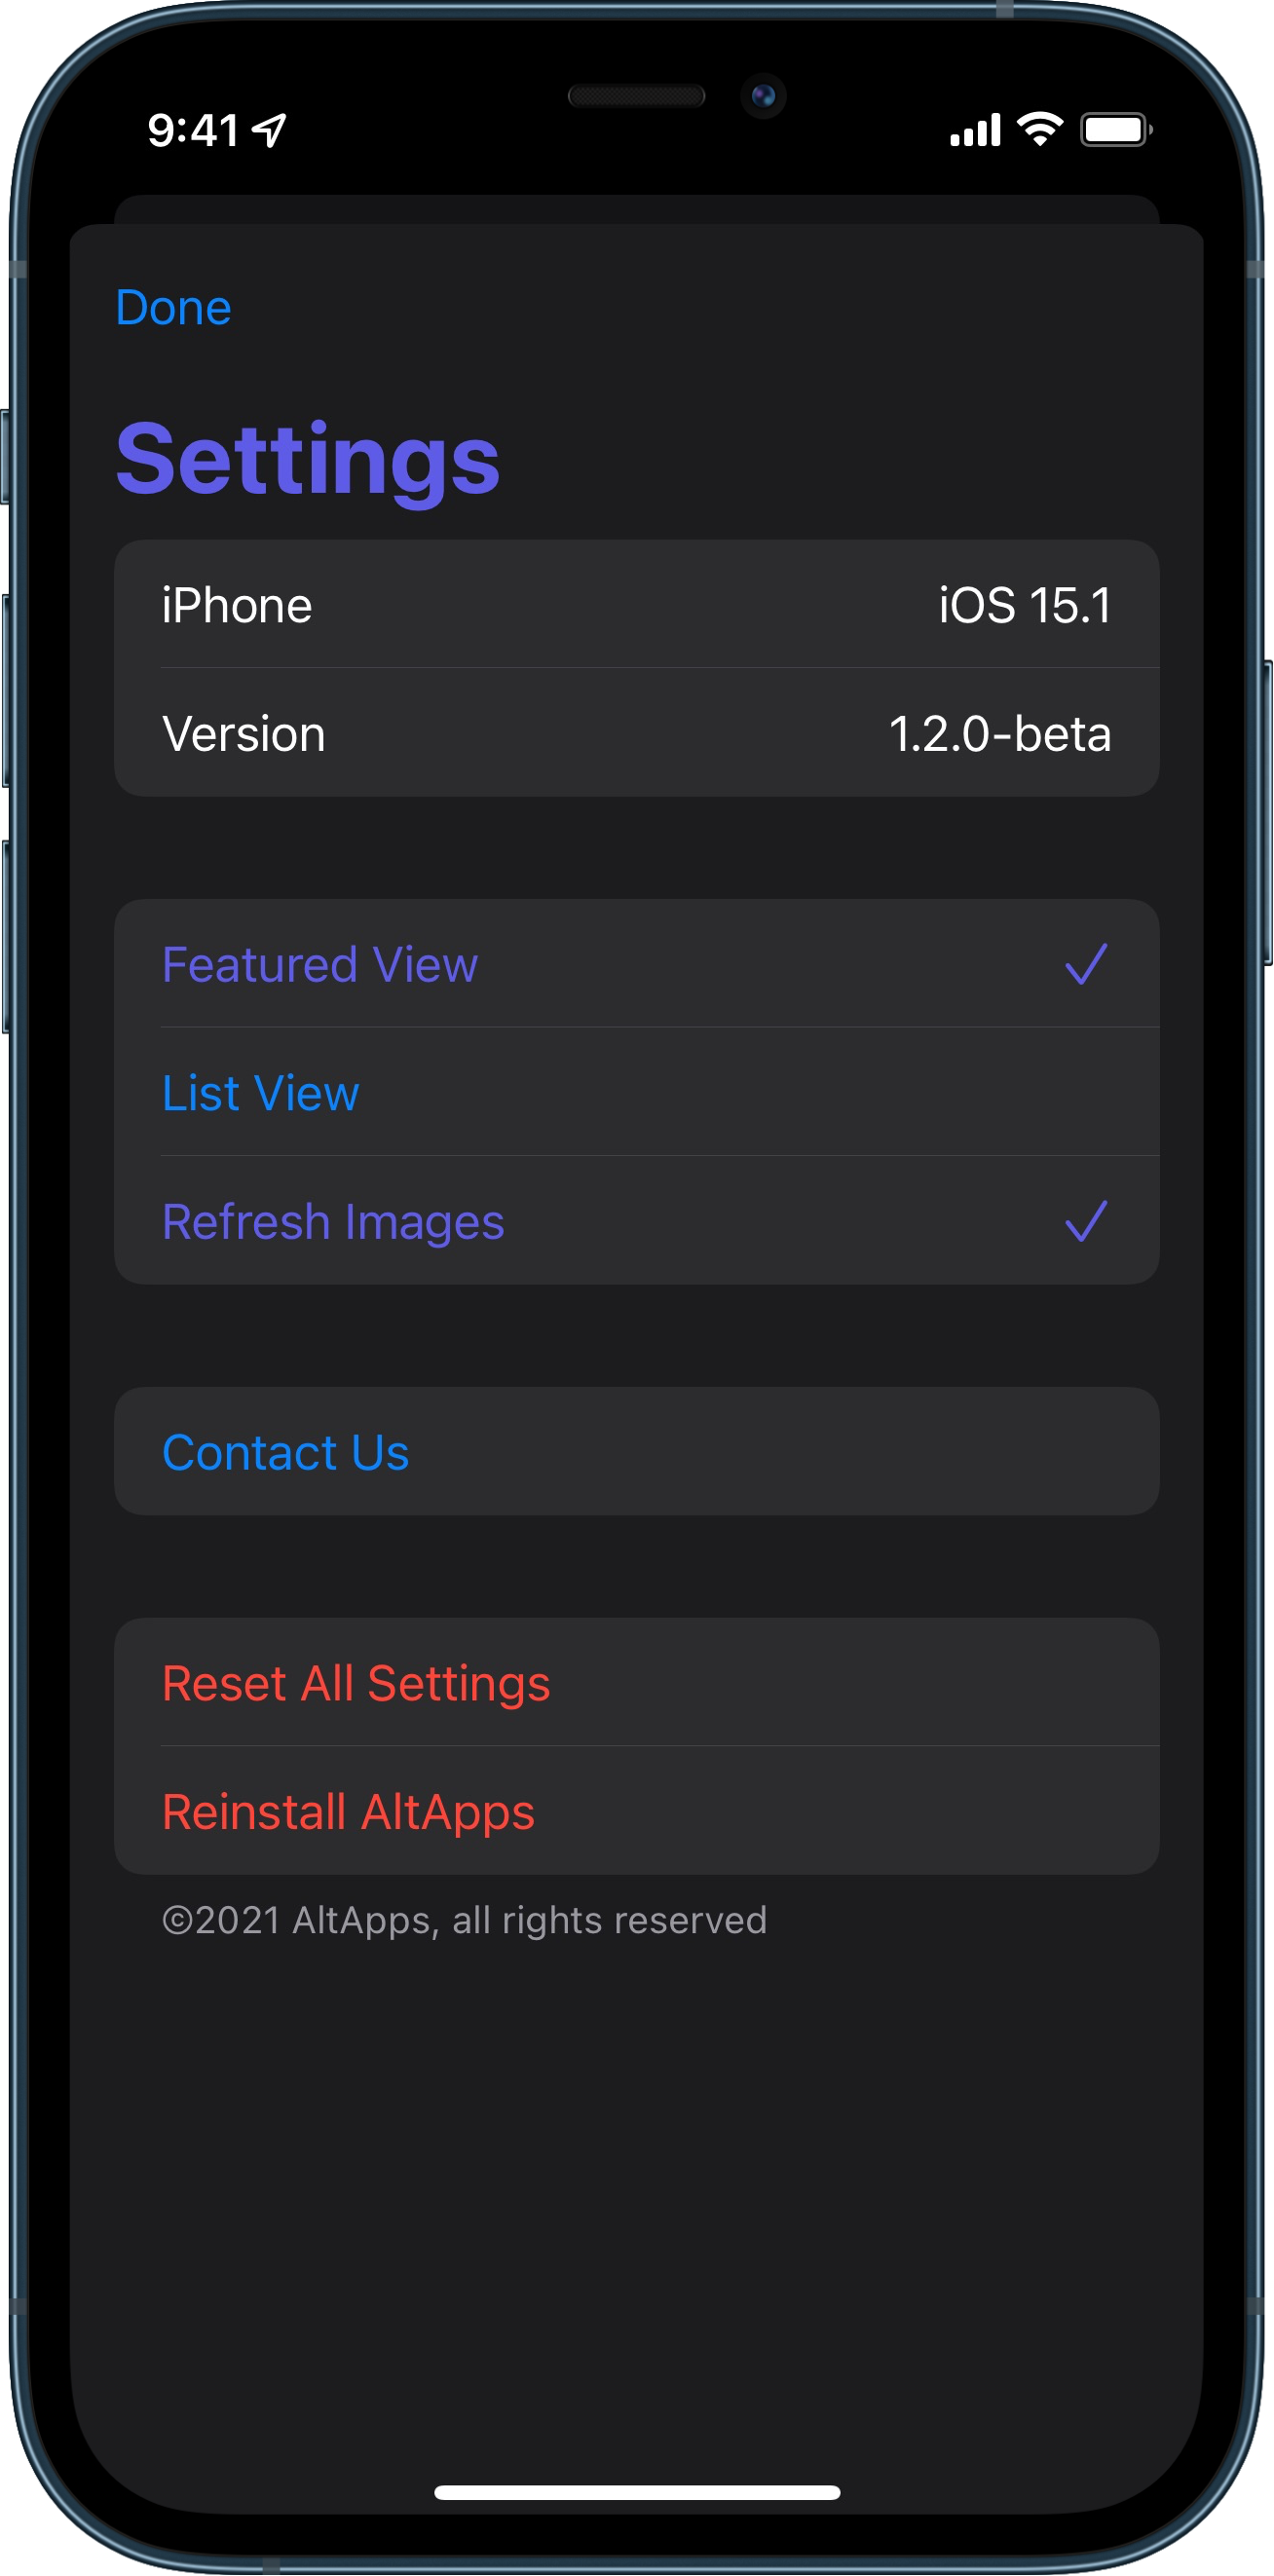 9:41
Done
Settings
iPhone iOS 15.1
Version 1.2.0-beta
Featured View
List View
Refresh Images
Contact Us
Reset All Settings
Reinstall AltApps
©2021 AltApps, all rights reserved